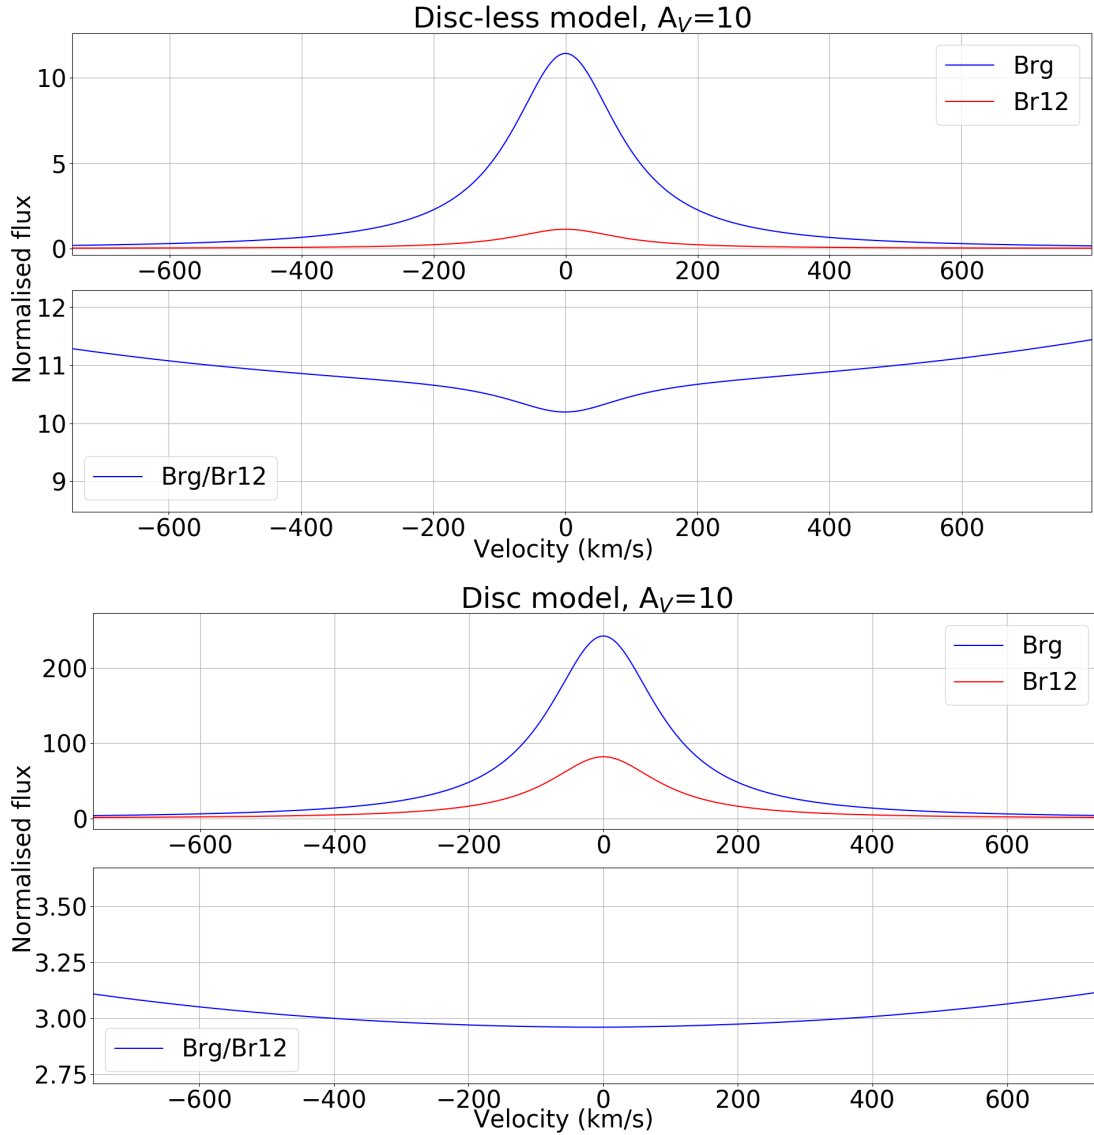 Disc-less model, A_V=10
Normalised flux
10
5
0
Brg
Br12
−600 −400 −200 0 200 400 600
12
11
10
9
Brg/Br12
−600 −400 −200 0 200 400 600
Velocity (km/s)
Disc model, A_V=10
Normalised flux
200
100
0
Brg
Br12
−600 −400 −200 0 200 400 600
3.50
3.25
3.00
2.75
Brg/Br12
−600 −400 −200 0 200 400 600
Velocity (km/s)